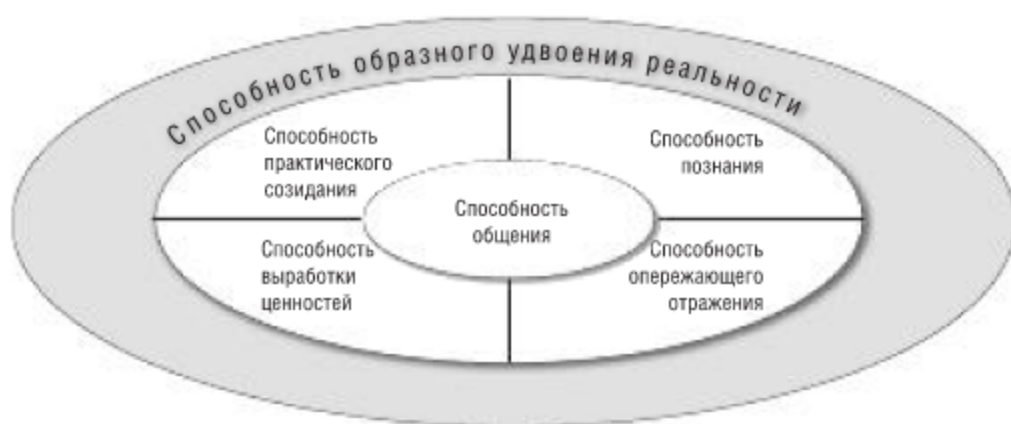 Способность образного удвоения реальности
Способность
практического
созидания
Способность
познания
Способность
общения
Способность
выработки
ценностей
Способность
опережающего
отражения